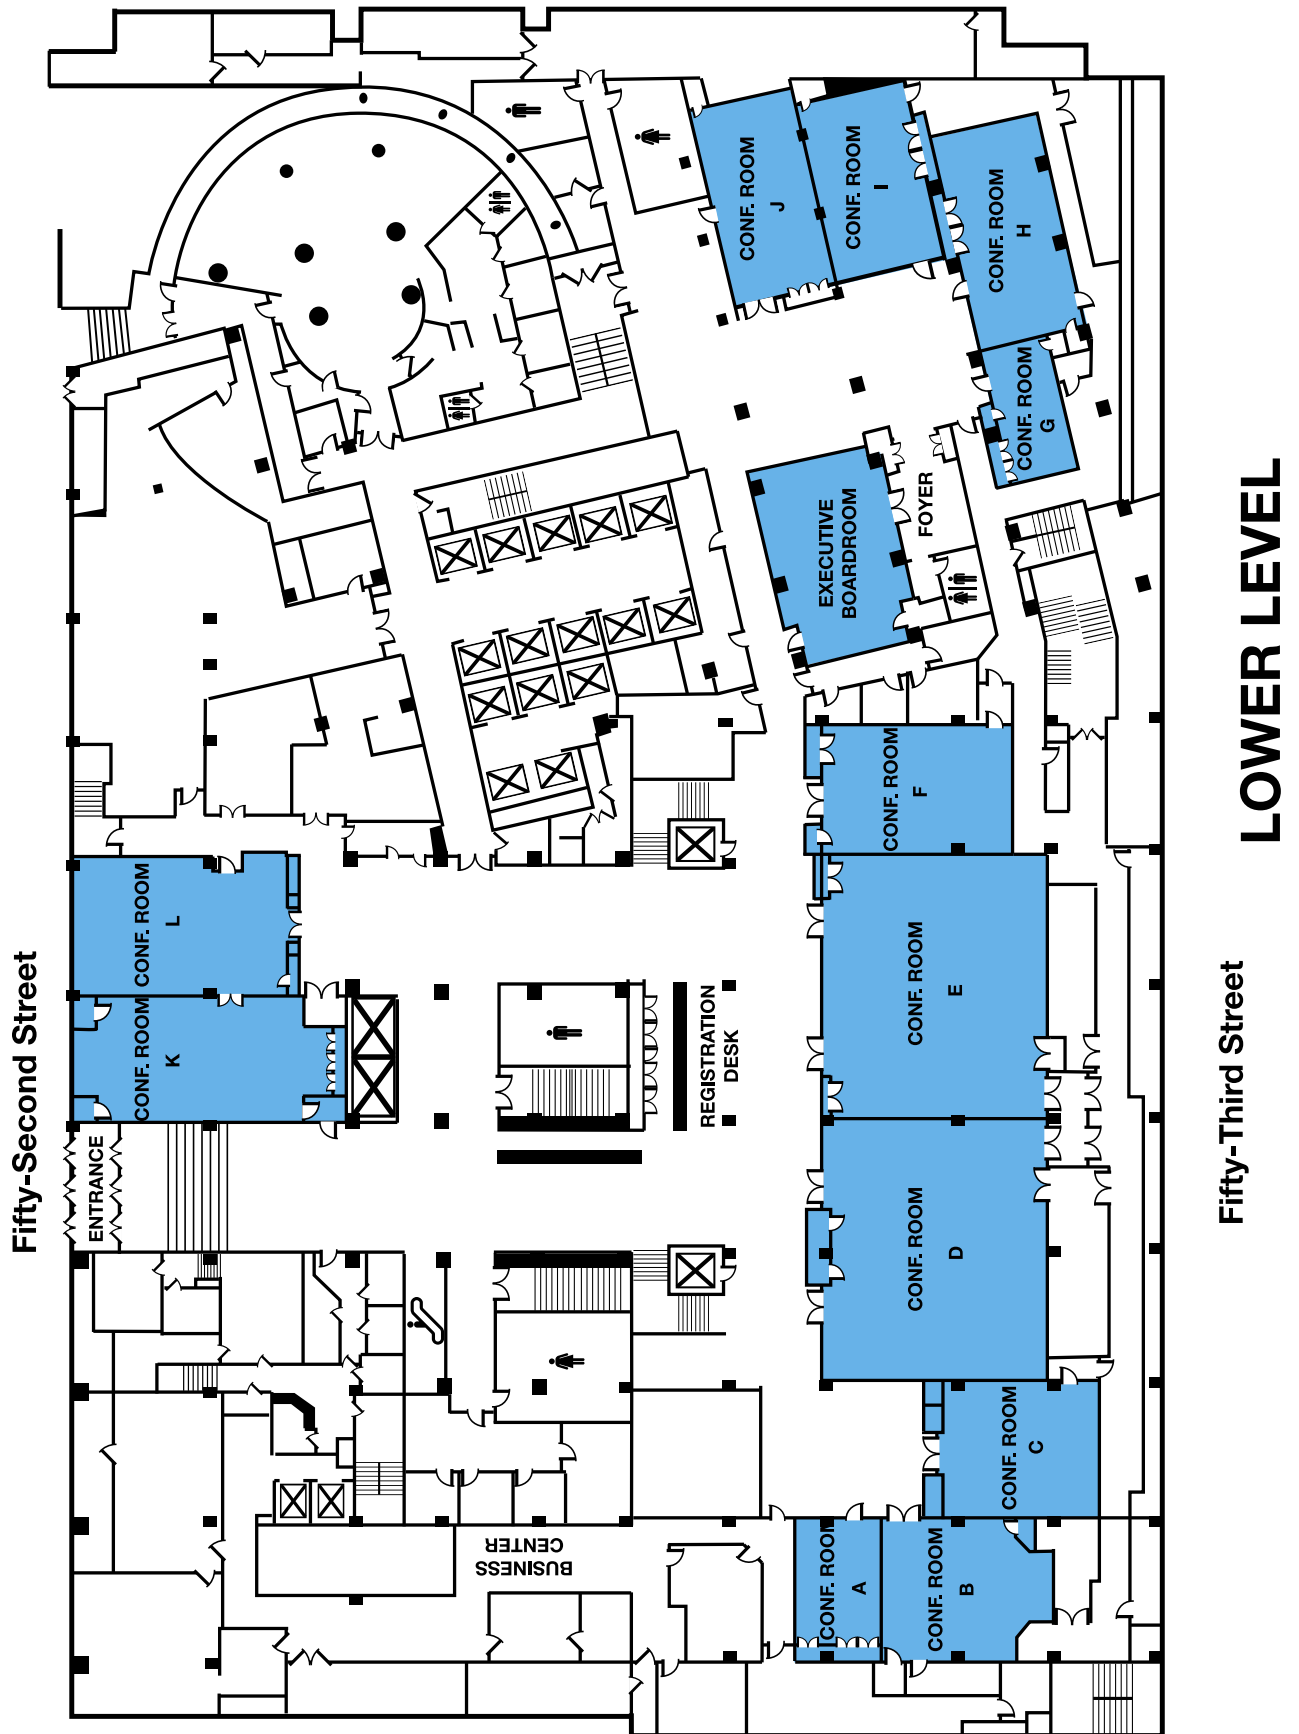 LOWER LEVEL
Fifty-Second Street
Fifty-Third Street
CONF. ROOM
J
CONF. ROOM
I
CONF. ROOM
H
CONF. ROOM
G
EXECUTIVE
BOARDROOM
FOYER
CONF. ROOM
F
CONF. ROOM
L
CONF. ROOM
K
CONF. ROOM
E
REGISTRATION
DESK
ENTRANCE
CONF. ROOM
D
CONF. ROOM
C
BUSINESS
CENTER
CONF. ROOM
A
CONF. ROOM
B